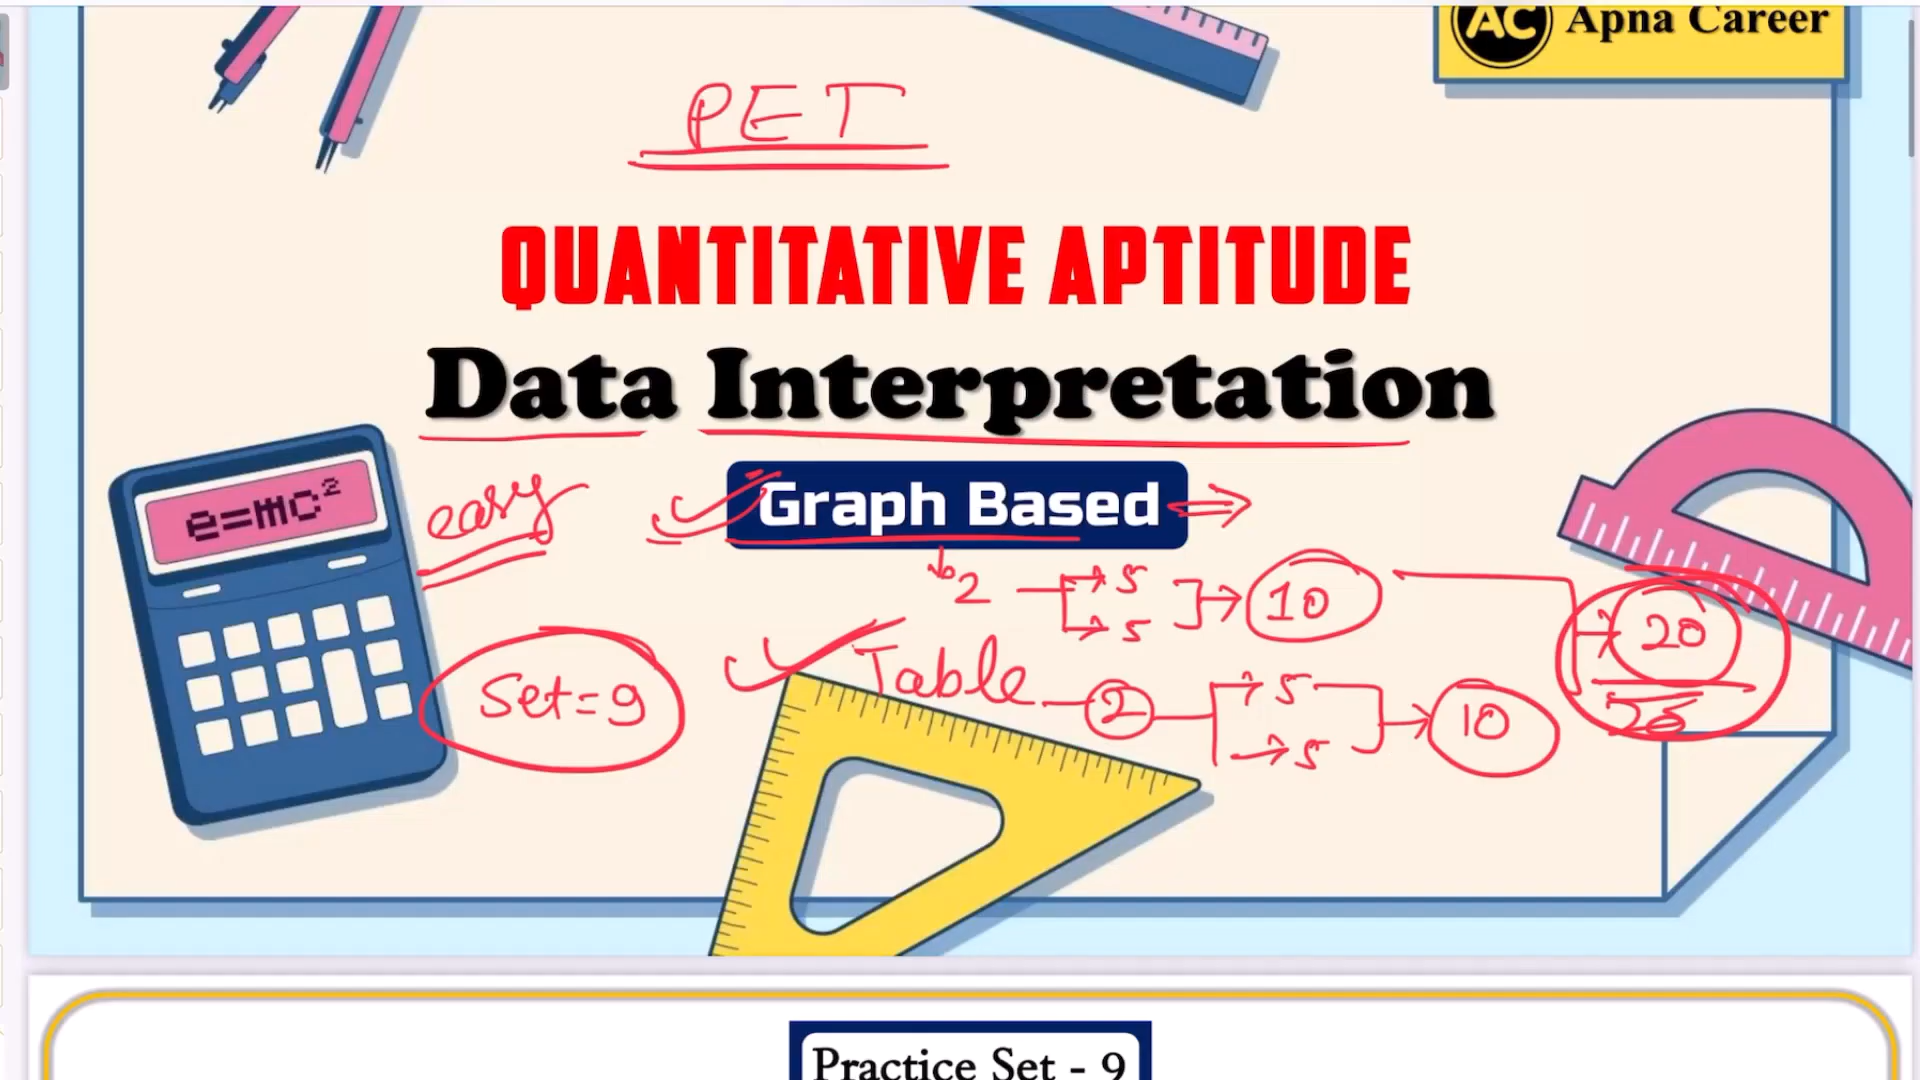 AC Apna Career
PET
QUANTITATIVE APTITUDE
Data Interpretation
e=mc²
easy
Graph Based
2 → 5 → 10
→ 5
20
Set=9
Table 2 → 5 → 10
→ 5
Practice Set - 9